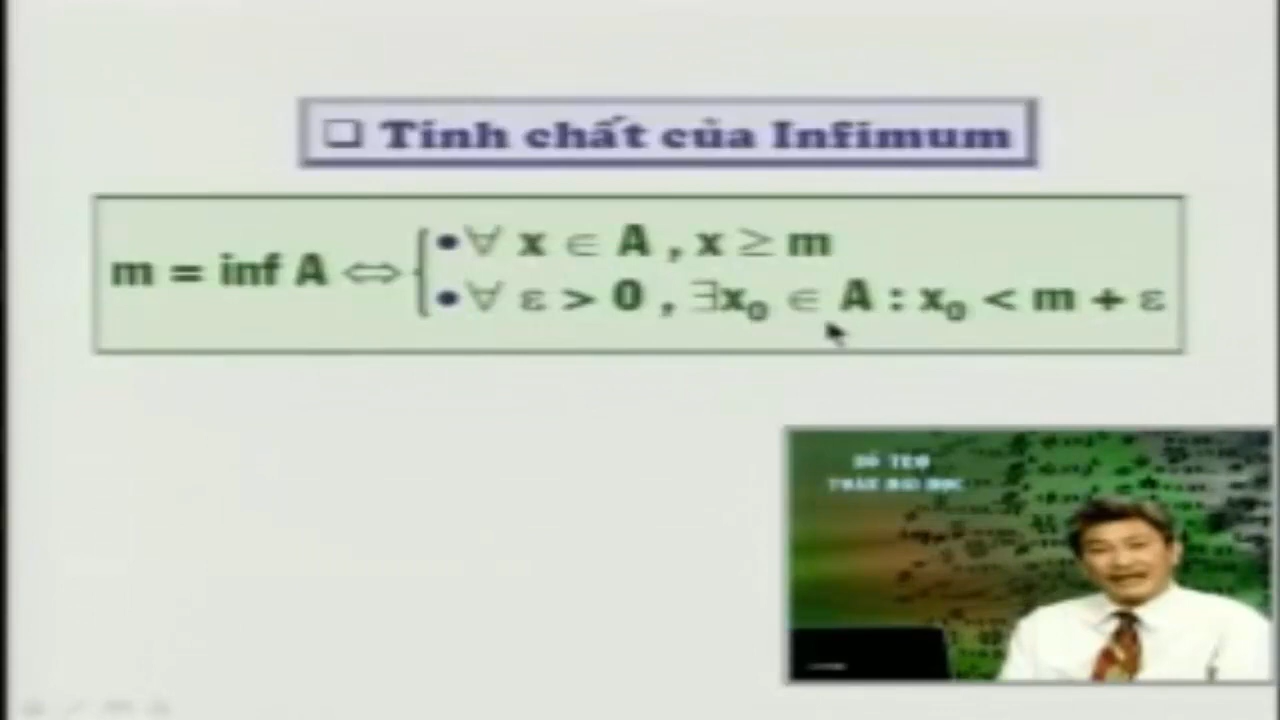 ❑ Tính chất của Infimum
m = inf A ⇔ { • ∀ x ∈ A , x ≥ m
• ∀ ε > 0 , ∃x₀ ∈ A : x₀ < m + ε